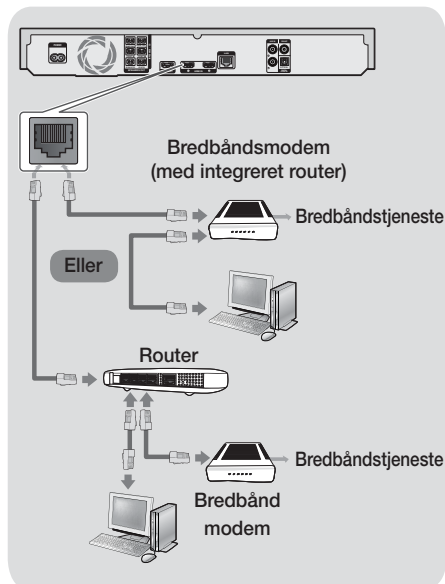 Bredbåndsmodem
(med integreret router)
Bredbåndstjeneste
Eller
Router
Bredbåndstjeneste
Bredbånd
modem